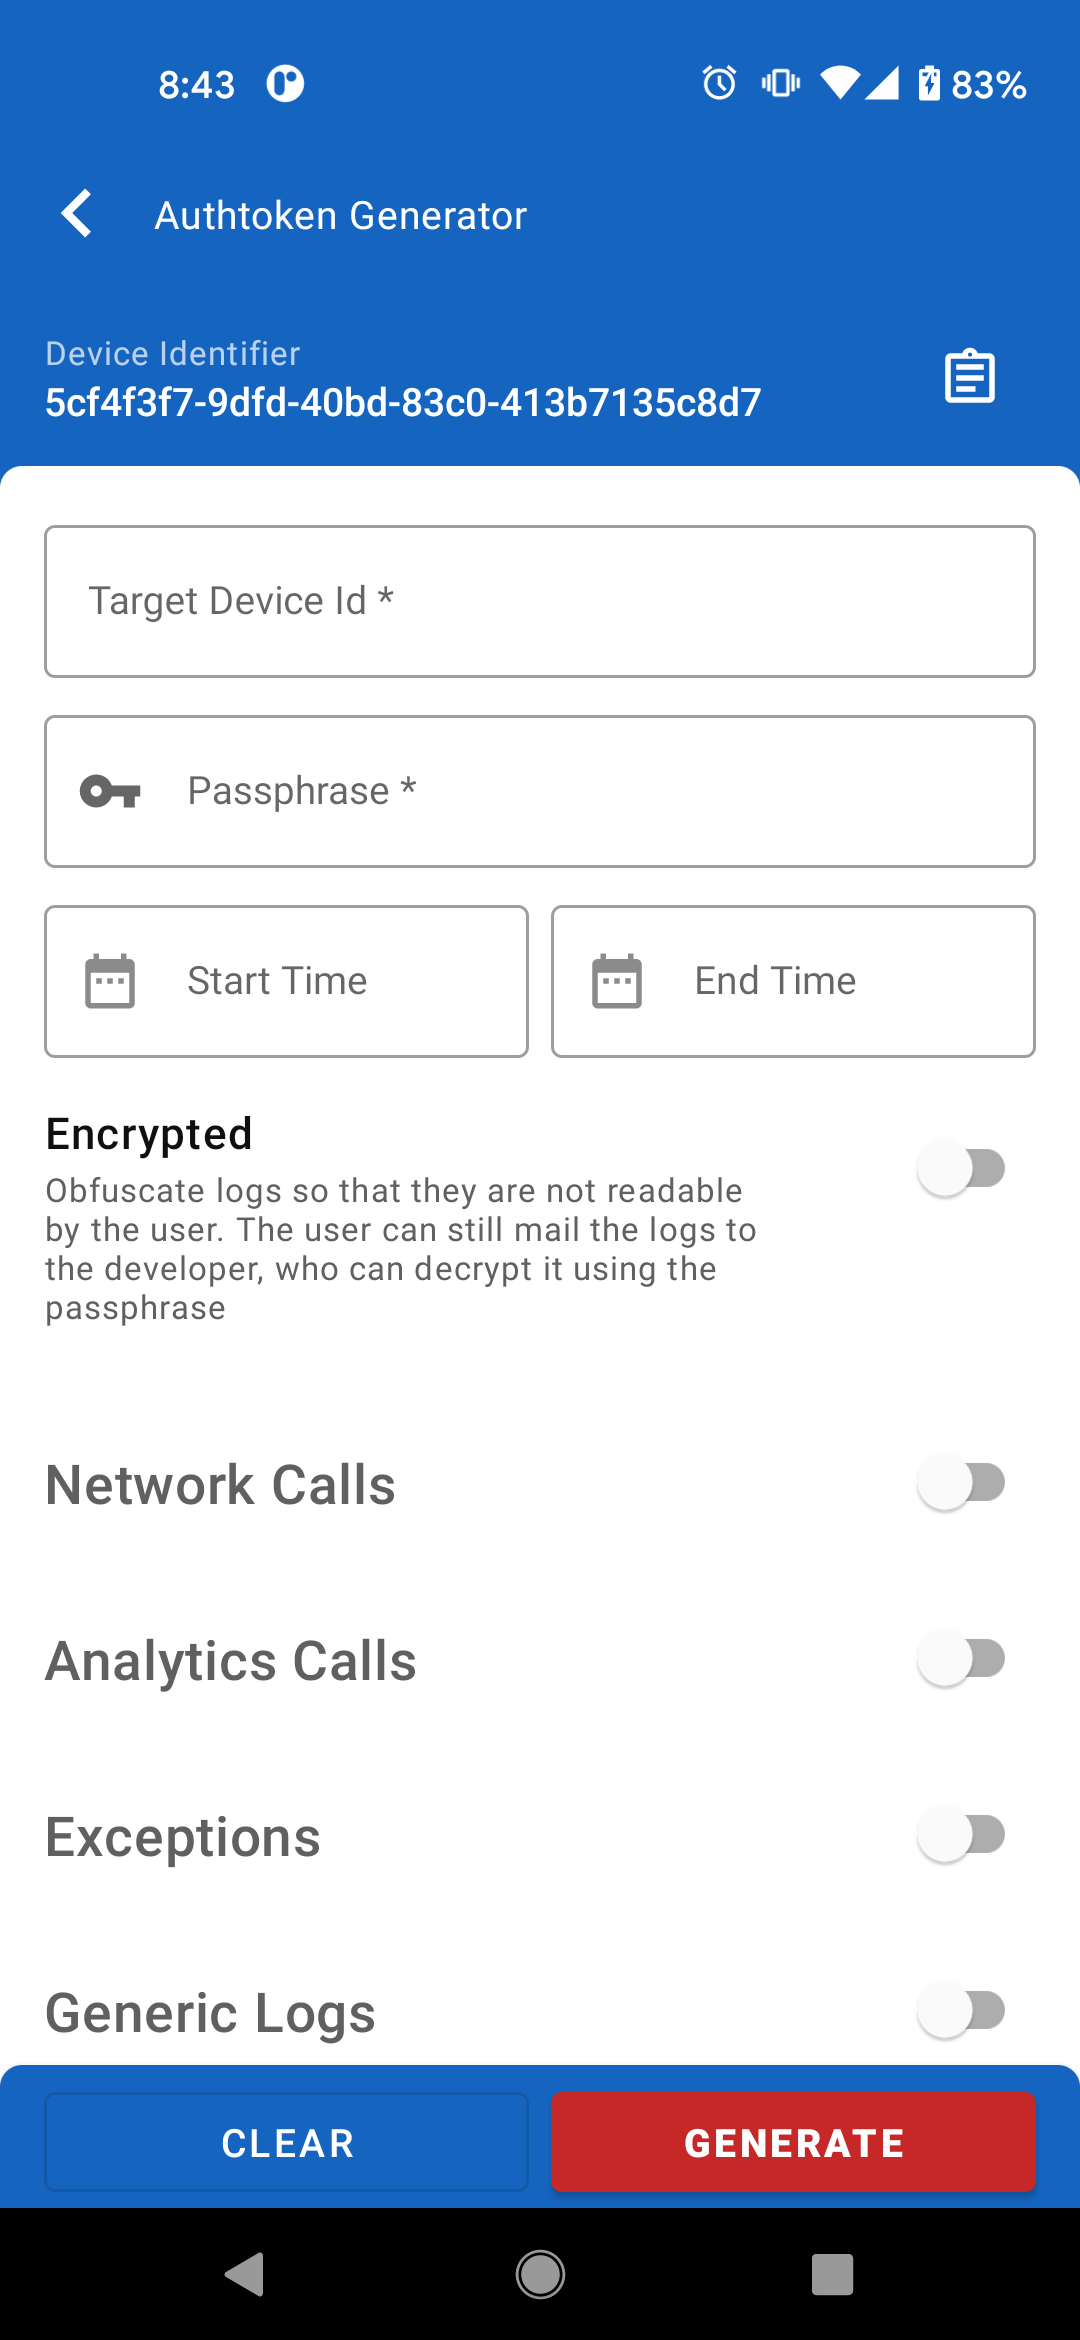 8:43
83%
Authtoken Generator
Device Identifier
5cf4f3f7-9dfd-40bd-83c0-413b7135c8d7
Target Device Id *
Passphrase *
Start Time
End Time
Encrypted
Obfuscate logs so that they are not readable
by the user. The user can still mail the logs to
the developer, who can decrypt it using the
passphrase
Network Calls
Analytics Calls
Exceptions
Generic Logs
CLEAR
GENERATE